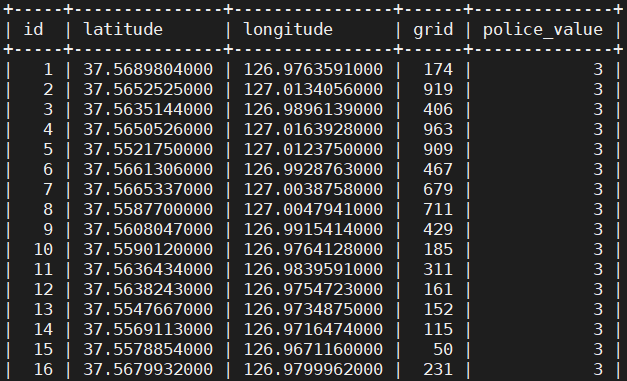 +-----+---------------+----------------+------+--------------+
| id  | latitude      | longitude      | grid | police_value |
+-----+---------------+----------------+------+--------------+
|   1 | 37.5689804000 | 126.9763591000 |  174 |            3 |
|   2 | 37.5652525000 | 127.0134056000 |  919 |            3 |
|   3 | 37.5635144000 | 126.9896139000 |  406 |            3 |
|   4 | 37.5650526000 | 127.0163928000 |  963 |            3 |
|   5 | 37.5521750000 | 127.0123750000 |  909 |            3 |
|   6 | 37.5661306000 | 126.9928763000 |  467 |            3 |
|   7 | 37.5665337000 | 127.0038758000 |  679 |            3 |
|   8 | 37.5587700000 | 127.0047941000 |  711 |            3 |
|   9 | 37.5608047000 | 126.9915414000 |  429 |            3 |
|  10 | 37.5590120000 | 126.9764128000 |  185 |            3 |
|  11 | 37.5636434000 | 126.9839591000 |  311 |            3 |
|  12 | 37.5638243000 | 126.9754723000 |  161 |            3 |
|  13 | 37.5547667000 | 126.9734875000 |  152 |            3 |
|  14 | 37.5569113000 | 126.9716474000 |  115 |            3 |
|  15 | 37.5578854000 | 126.9671160000 |   50 |            3 |
|  16 | 37.5679932000 | 126.9799962000 |  231 |            3 |